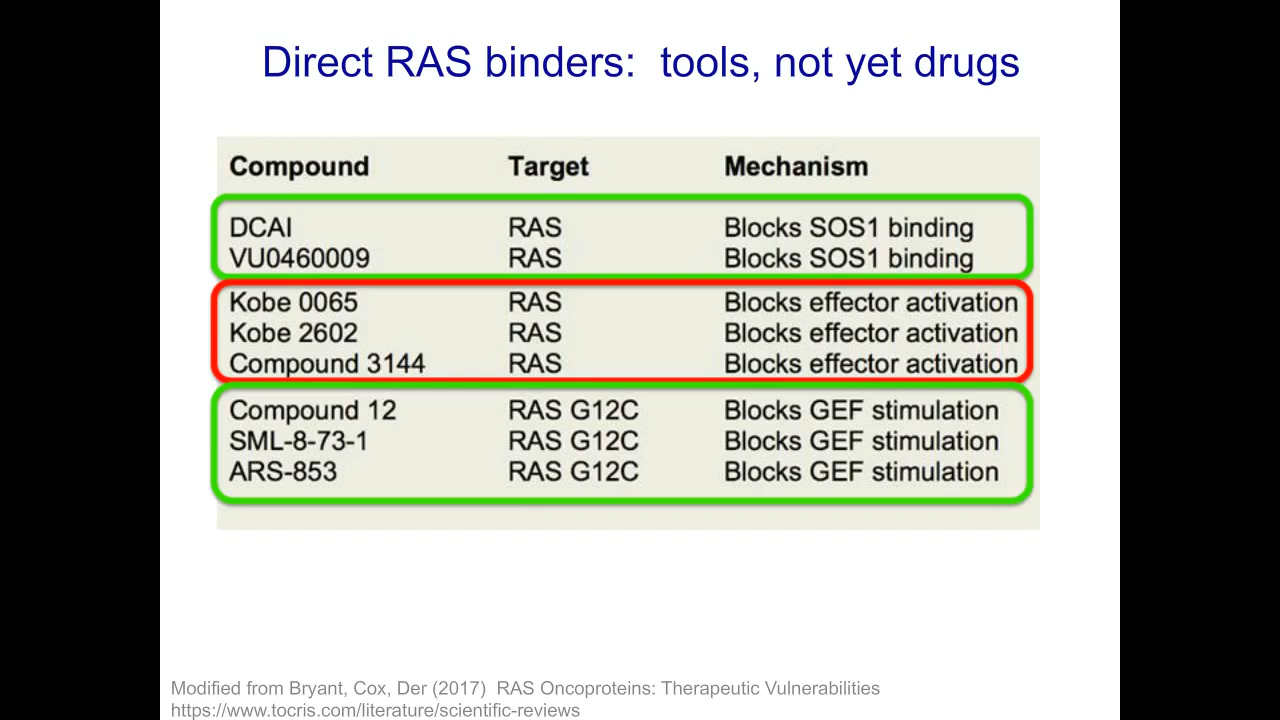 Direct RAS binders: tools, not yet drugs
Compound Target Mechanism
DCAI RAS Blocks SOS1 binding
VU0460009 RAS Blocks SOS1 binding
Kobe 0065 RAS Blocks effector activation
Kobe 2602 RAS Blocks effector activation
Compound 3144 RAS Blocks effector activation
Compound 12 RAS G12C Blocks GEF stimulation
SML-8-73-1 RAS G12C Blocks GEF stimulation
ARS-853 RAS G12C Blocks GEF stimulation
Modified from Bryant, Cox, Der (2017) RAS Oncoproteins: Therapeutic Vulnerabilities
https://www.tocris.com/literature/scientific-reviews